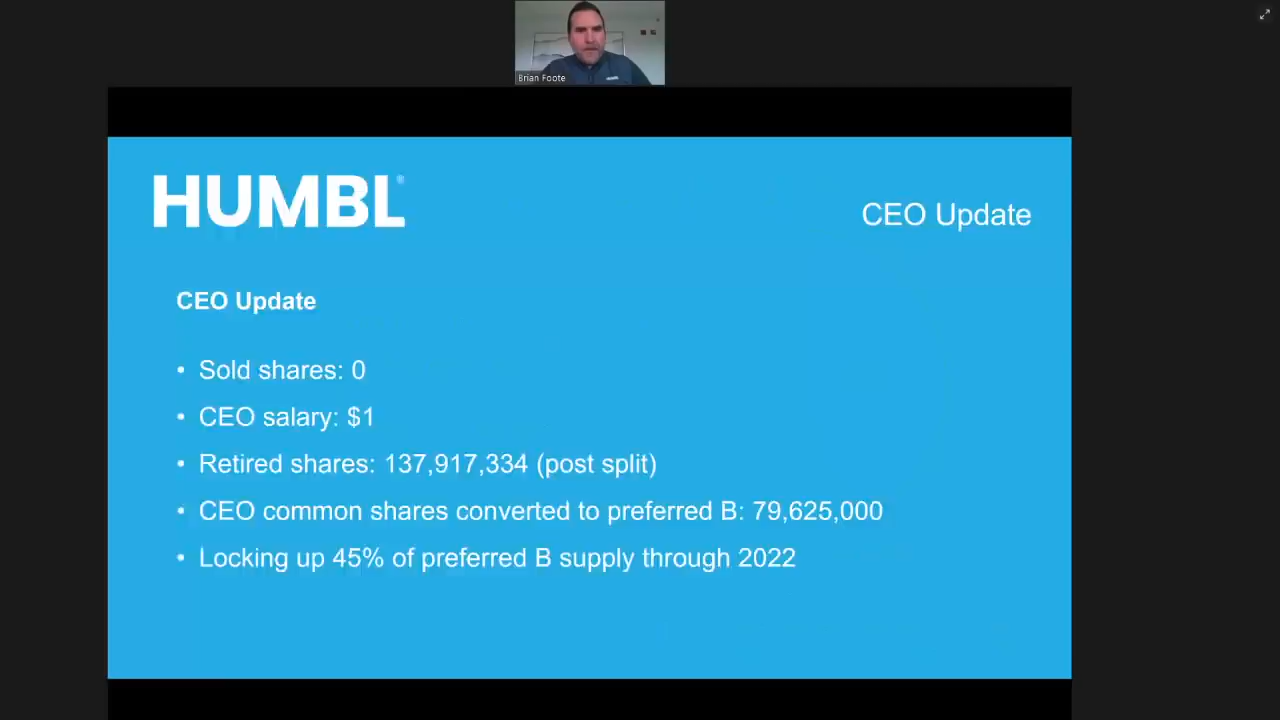 Brian Foote
HUMBL®
CEO Update
CEO Update
• Sold shares: 0
• CEO salary: $1
• Retired shares: 137,917,334 (post split)
• CEO common shares converted to preferred B: 79,625,000
• Locking up 45% of preferred B supply through 2022